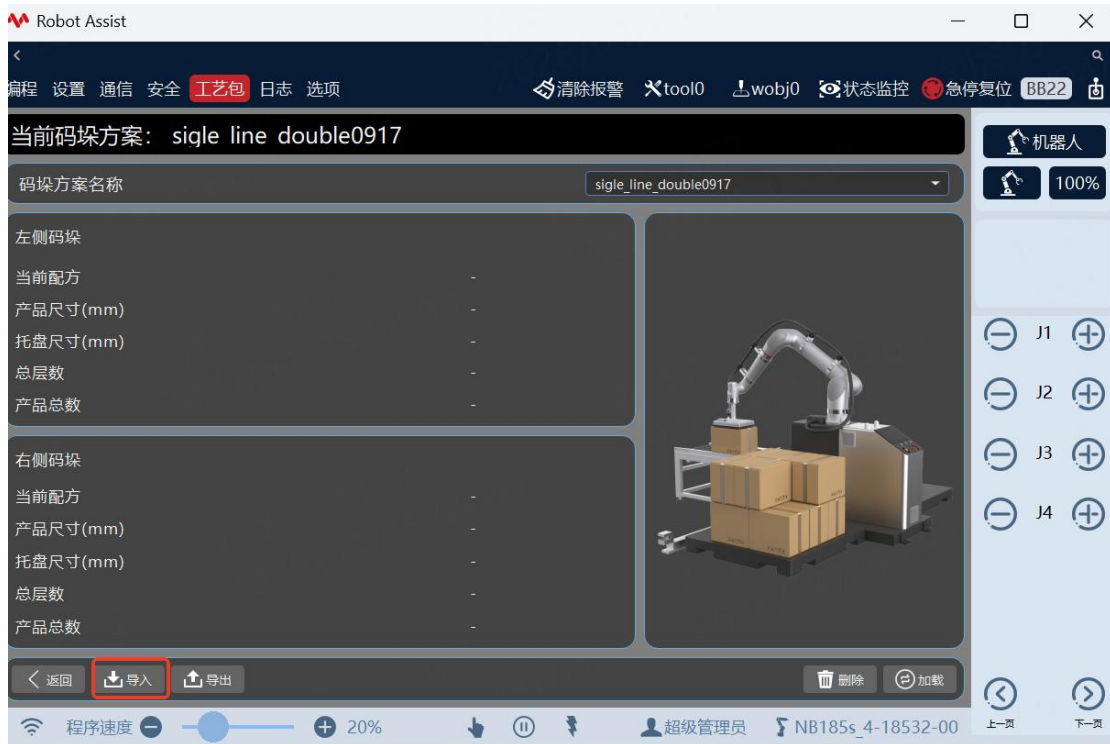 Robot Assist
编程 设置 通信 安全 工艺包 日志 选项 清除报警 tool0 wobj0 状态监控 急停复位 BB22
当前码垛方案： sigle line double0917
机器人
码垛方案名称 sigle_line_double0917
100%
左侧码垛
当前配方 -
产品尺寸(mm) -
托盘尺寸(mm) -
总层数 -
产品总数 -
J1
J2
J3
J4
右侧码垛
当前配方 -
产品尺寸(mm) -
托盘尺寸(mm) -
总层数 -
产品总数 -
返回 导入 导出 删除 加载
上一页 下一页
程序速度 20% 超级管理员 NB185s_4-18532-00